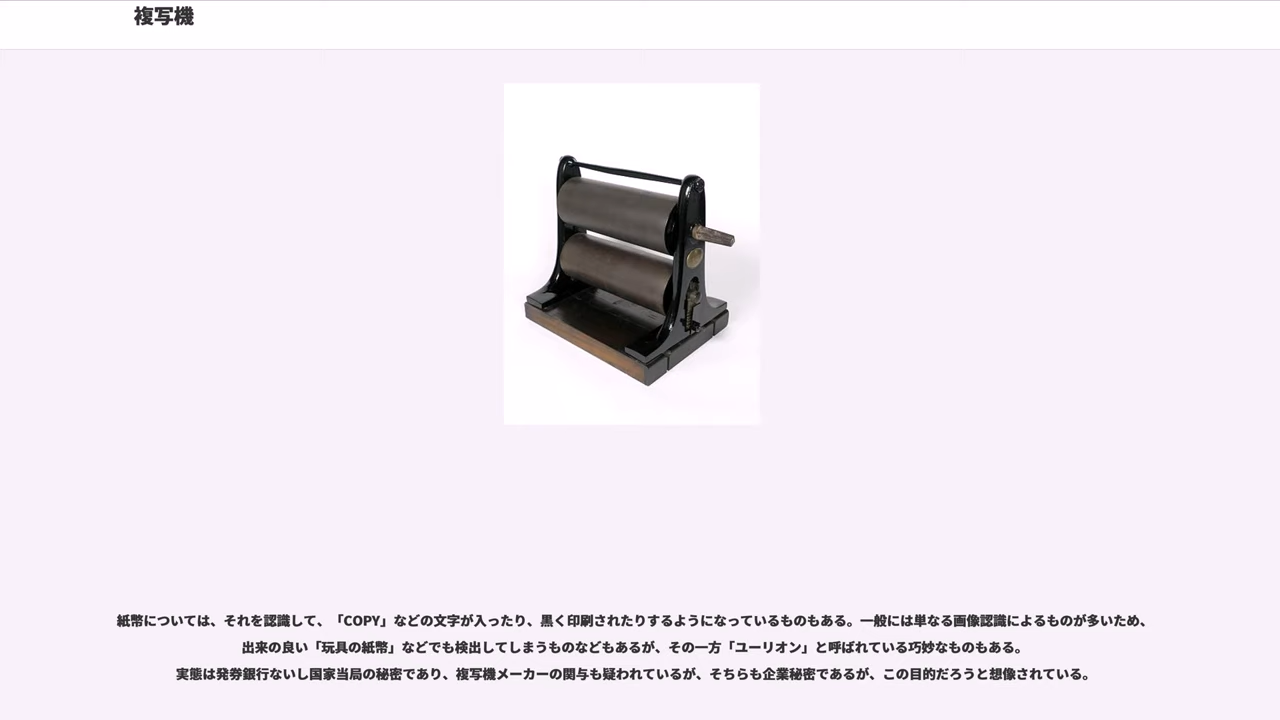 複写機
紙幣については、それを認識して、「COPY」などの文字が入ったり、黒く印刷されたりするようになっているものもある。一般には単なる画像認識によるものが多いため、
出来の良い「玩具の紙幣」などでも検出してしまうものなどもあるが、その一方「ユーリオン」と呼ばれている巧妙なものもある。
実態は発券銀行ないし国家当局の秘密であり、複写機メーカーの関与も疑われているが、そちらも企業秘密であるが、この目的だろうと想像されている。